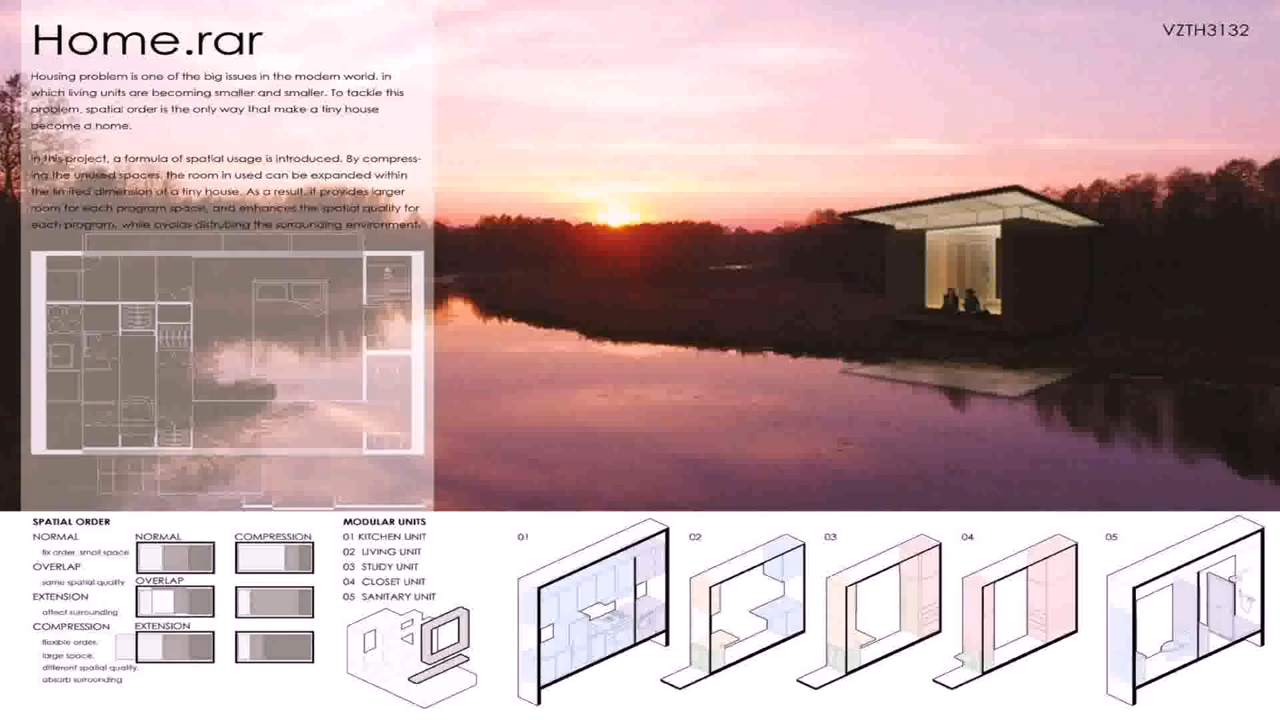 Home.rar
VZTH3132
Housing problem is one of the big issues in the modern world, in
which living units are becoming smaller and smaller. To tackle this
problem, spatial order is the only way that make a tiny house
become a home.
In this project, a formula of spatial usage is introduced. By compress-
ing the unused spaces, the room in used can be expanded within
the limited dimension of a tiny house. As a result, it provides larger
room for each program space, and enhances the spatial quality for
each program, while avoids distrubing the surrounding environment.
SPATIAL ORDER
NORMAL
fix order, small space
OVERLAP
same spatial quality
EXTENSION
affect surrounding
COMPRESSION
flexible order,
large space,
different spatial quality,
absorb surrounding
NORMAL
COMPRESSION
OVERLAP
EXTENSION
MODULAR UNITS
01 KITCHEN UNIT
02 LIVING UNIT
03 STUDY UNIT
04 CLOSET UNIT
05 SANITARY UNIT
01
02
03
04
05